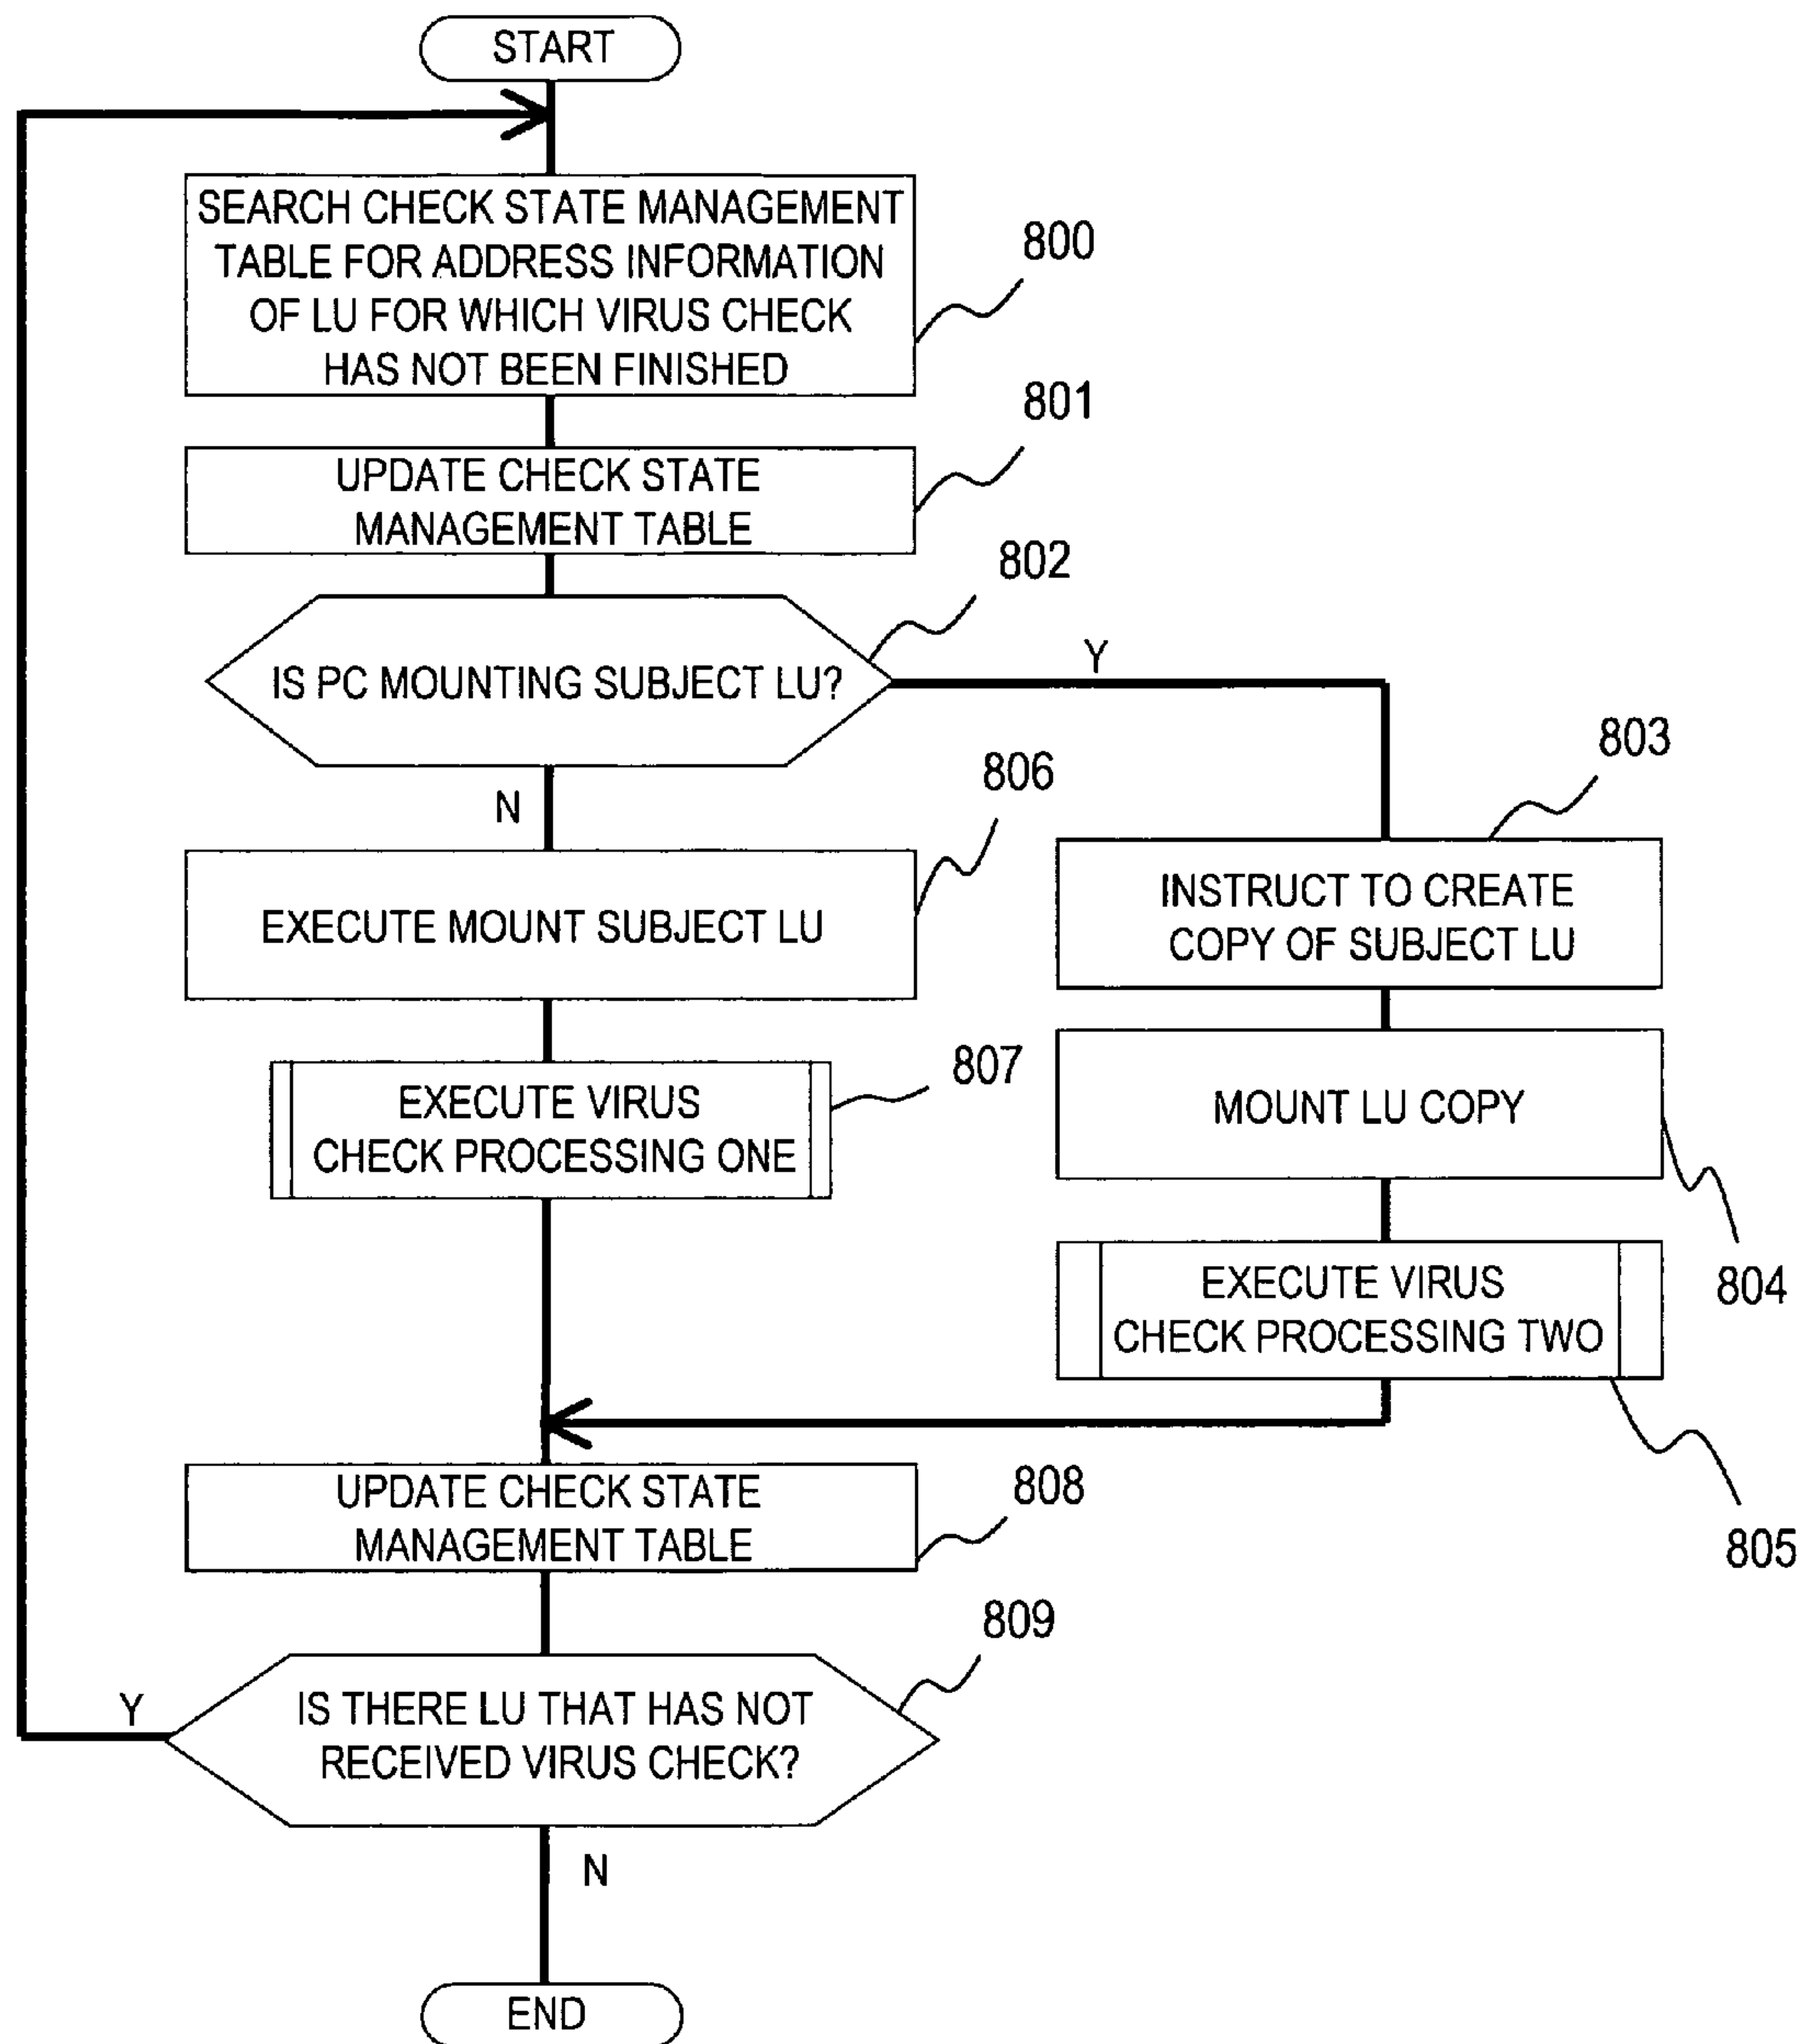 START
SEARCH CHECK STATE MANAGEMENT
TABLE FOR ADDRESS INFORMATION
OF LU FOR WHICH VIRUS CHECK
HAS NOT BEEN FINISHED
800
UPDATE CHECK STATE
MANAGEMENT TABLE
801
IS PC MOUNTING SUBJECT LU?
802
Y
N
803
INSTRUCT TO CREATE
COPY OF SUBJECT LU
806
EXECUTE MOUNT SUBJECT LU
MOUNT LU COPY
804
807
EXECUTE VIRUS
CHECK PROCESSING ONE
EXECUTE VIRUS
CHECK PROCESSING TWO
805
UPDATE CHECK STATE
MANAGEMENT TABLE
808
809
IS THERE LU THAT HAS NOT
RECEIVED VIRUS CHECK?
Y
N
END